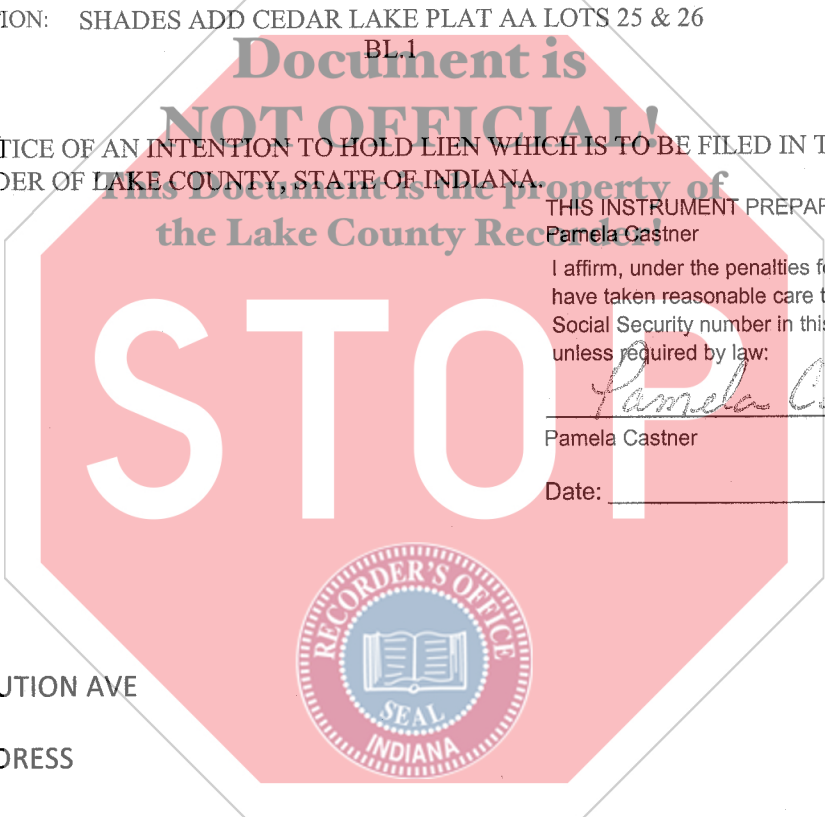 ION: SHADES ADD CEDAR LAKE PLAT AA LOTS 25 & 26
BL.1
Document is
NOT OFFICIAL!
TICE OF AN INTENTION TO HOLD LIEN WHICH IS TO BE FILED IN T
DER OF LAKE COUNTY, STATE OF INDIANA.
This Document is the property of
the Lake County Recorder!
THIS INSTRUMENT PREPAR
Pamela Castner
I affirm, under the penalties fo
have taken reasonable care t
Social Security number in this
unless required by law:
Pamela C
Pamela Castner
Date:
STOP
RECORDER'S OFFICE
SEAL
INDIANA
UTION AVE
DRESS